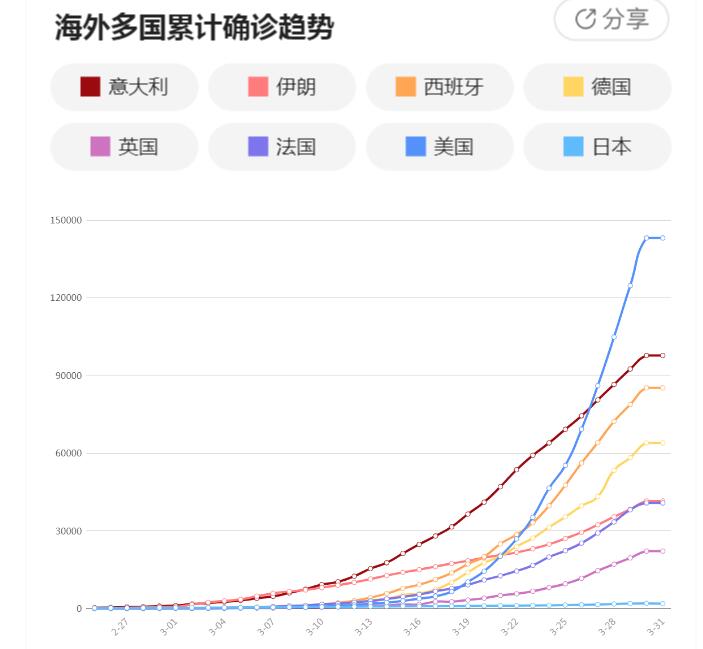 海外多国累计确诊趋势
分享
意大利 伊朗 西班牙 德国
英国 法国 美国 日本
150000
120000
90000
60000
30000
0
2-27 3-01 3-04 3-07 3-10 3-13 3-16 3-19 3-22 3-25 3-28 3-31